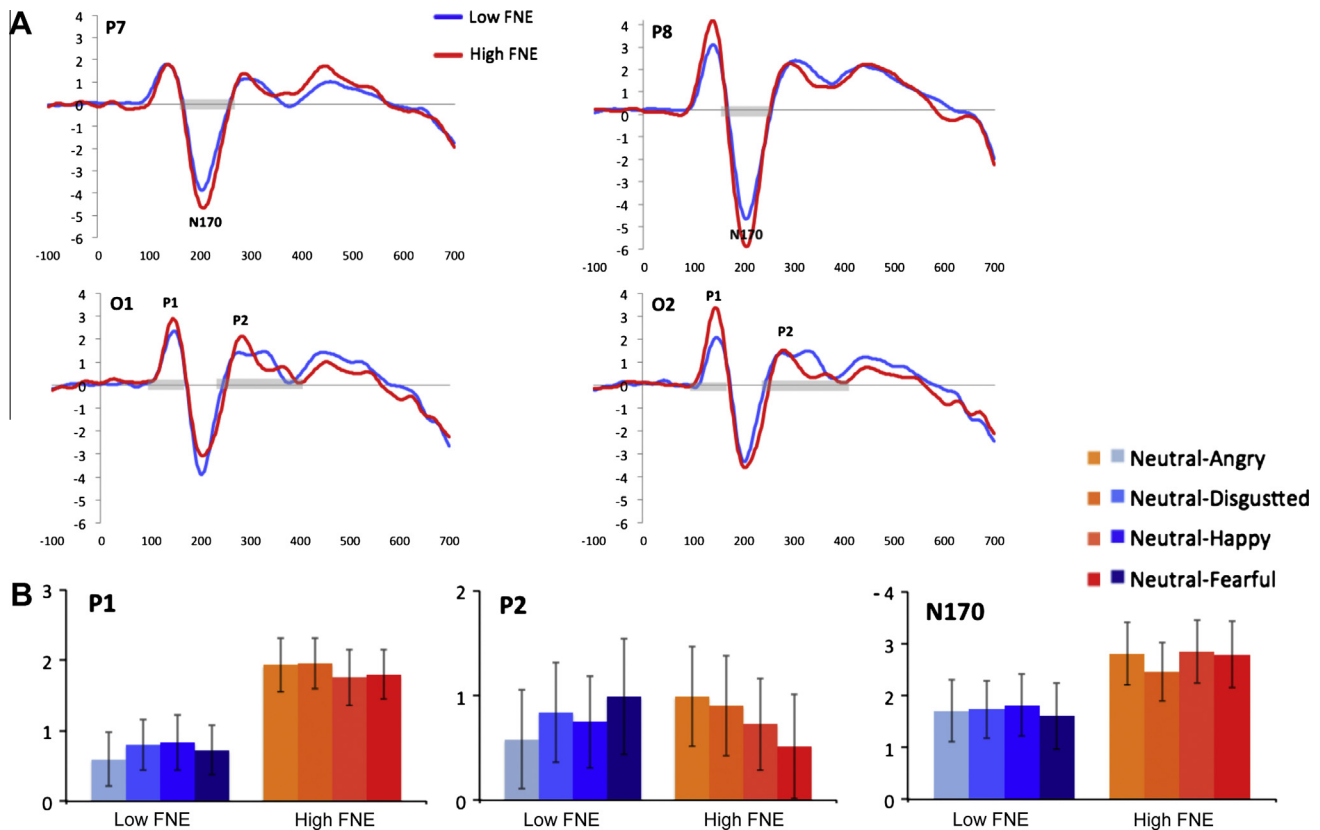 A
P7
Low FNE
High FNE
4
3
2
1
0
-1
-2
-3
-4
-5
-6
N170
-100 0 100 200 300 400 500 600 700
P8
4
3
2
1
0
-1
-2
-3
-4
-5
-6
N170
-100 0 100 200 300 400 500 600 700
O1
P1
P2
4
3
2
1
0
-1
-2
-3
-4
-5
-6
-100 0 100 200 300 400 500 600 700
O2
P1
P2
4
3
2
1
0
-1
-2
-3
-4
-5
-6
-100 0 100 200 300 400 500 600 700
Neutral-Angry
Neutral-Disgustted
Neutral-Happy
Neutral-Fearful
B
P1
3
2
1
0
Low FNE High FNE
P2
2
1
0
Low FNE High FNE
N170
- 4
3
2
1
- 0
Low FNE High FNE